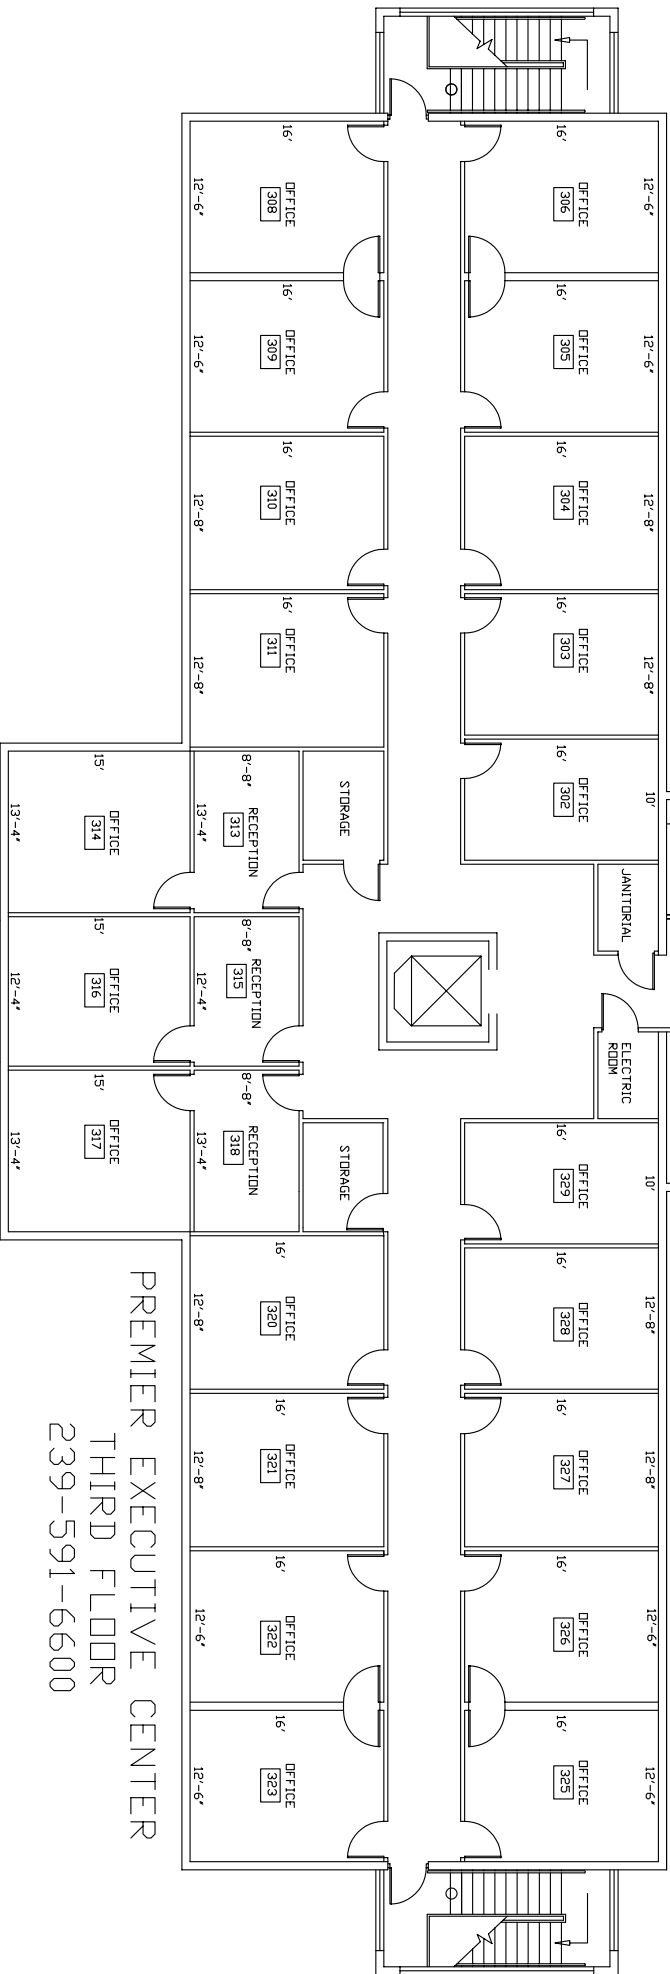 12'-6"
OFFICE
306
16'
12'-6"
OFFICE
305
16'
12'-8"
OFFICE
304
16'
12'-8"
OFFICE
303
16'
10'
OFFICE
302
16'
JANITORIAL
ELECTRIC
ROOM
10'
OFFICE
329
16'
12'-8"
OFFICE
328
16'
12'-8"
OFFICE
327
16'
12'-6"
OFFICE
326
16'
12'-6"
OFFICE
325
16'
16'
OFFICE
308
12'-6"
16'
OFFICE
309
12'-6"
16'
OFFICE
310
12'-8"
16'
OFFICE
311
12'-8"
STORAGE
STORAGE
16'
OFFICE
320
12'-8"
16'
OFFICE
321
12'-8"
16'
OFFICE
322
12'-6"
16'
OFFICE
323
12'-6"
8'-8"
RECEPTION
313
13'-4"
8'-8"
RECEPTION
315
12'-4"
8'-8"
RECEPTION
318
13'-4"
15'
OFFICE
314
13'-4"
15'
OFFICE
316
12'-4"
15'
OFFICE
317
13'-4"
PREMIER EXECUTIVE CENTER
THIRD FLOOR
239-591-6600